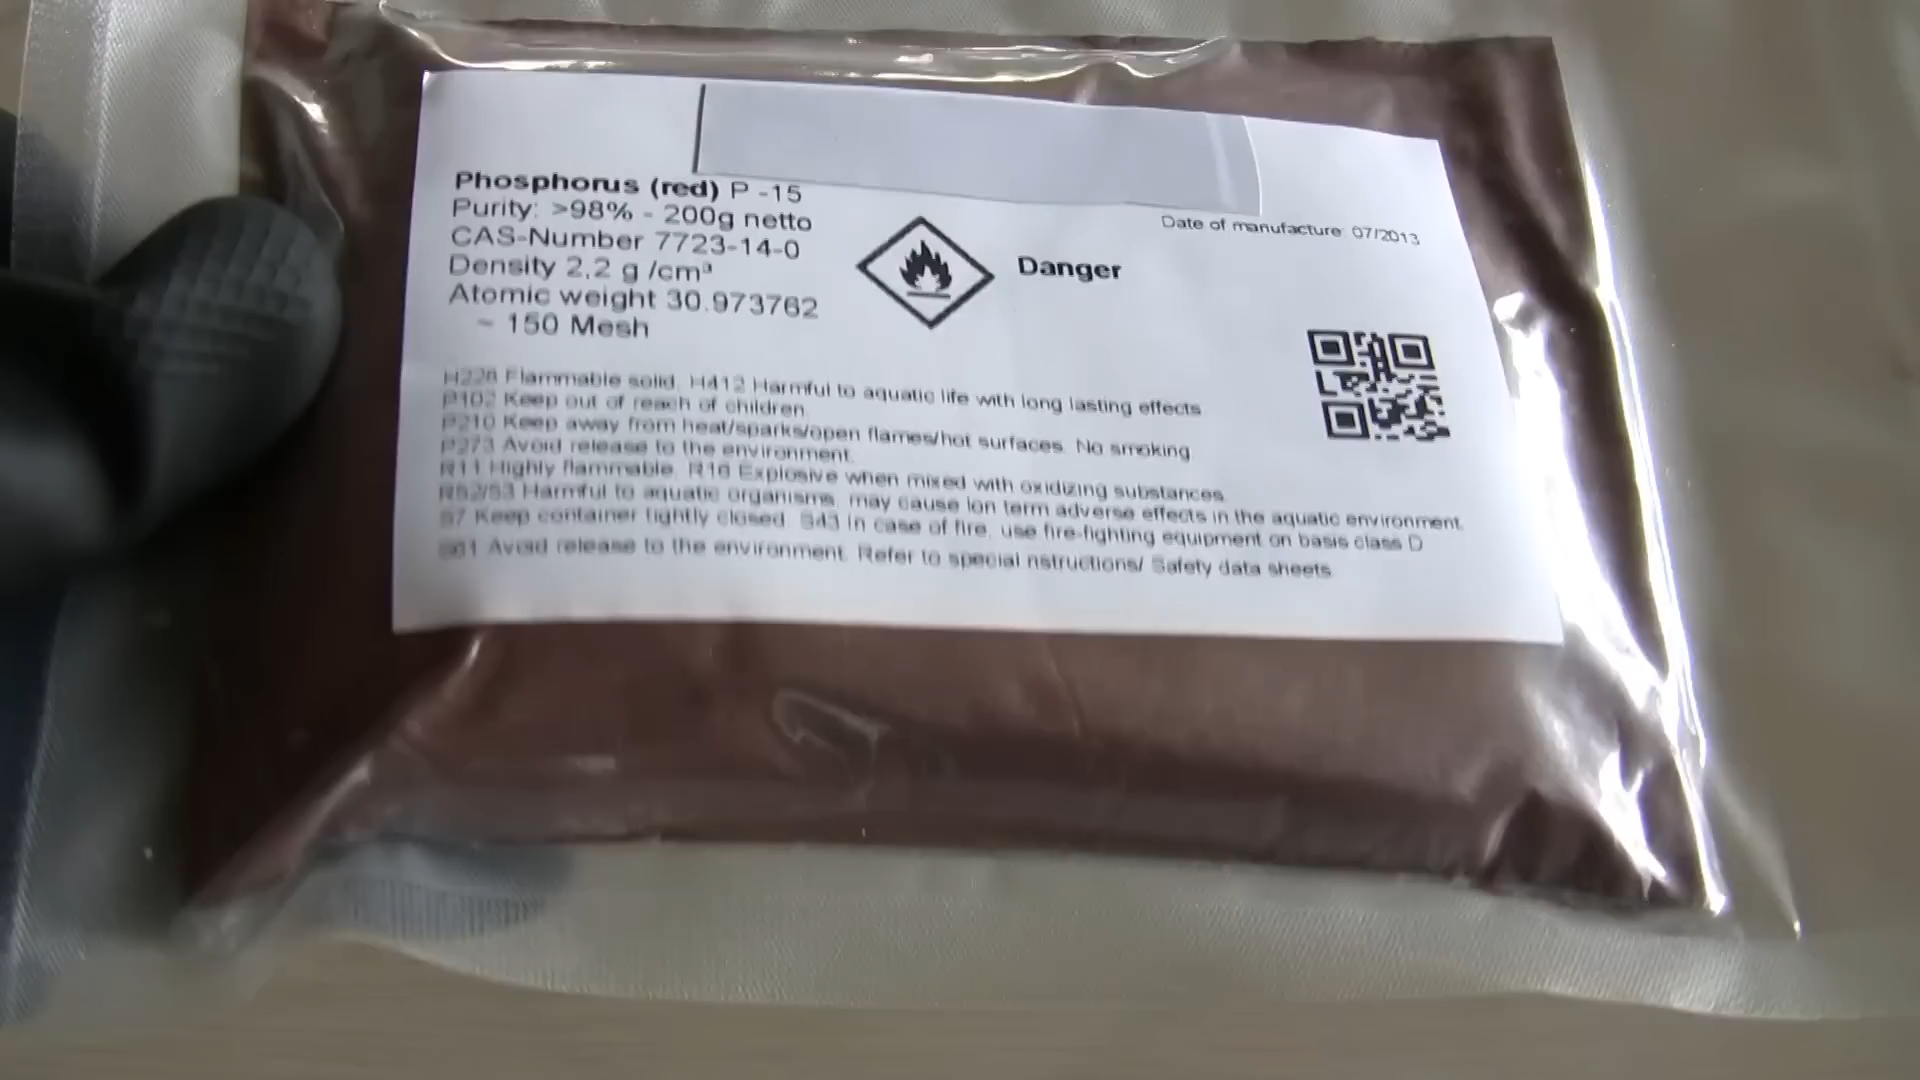 Phosphorus (red) P -15
Purity: >98% - 200g netto
CAS-Number 7723-14-0
Density 2,2 g /cm³
Atomic weight 30.973762
~ 150 Mesh
Danger
Date of manufacture: 07/2013
H228 Flammable solid. H412 Harmful to aquatic life with long lasting effects
P102 Keep out of reach of children.
P210 Keep away from heat/sparks/open flames/hot surfaces. No smoking
P273 Avoid release to the environment.
R11 Highly flammable. R16 Explosive when mixed with oxidizing substances
R52/53 Harmful to aquatic organisms, may cause lon term adverse effects in the aquatic environment.
S7 Keep container tightly closed. S43 In case of fire, use fire-fighting equipment on basis class D
S61 Avoid release to the environment. Refer to special nstructions/ Safety data sheets